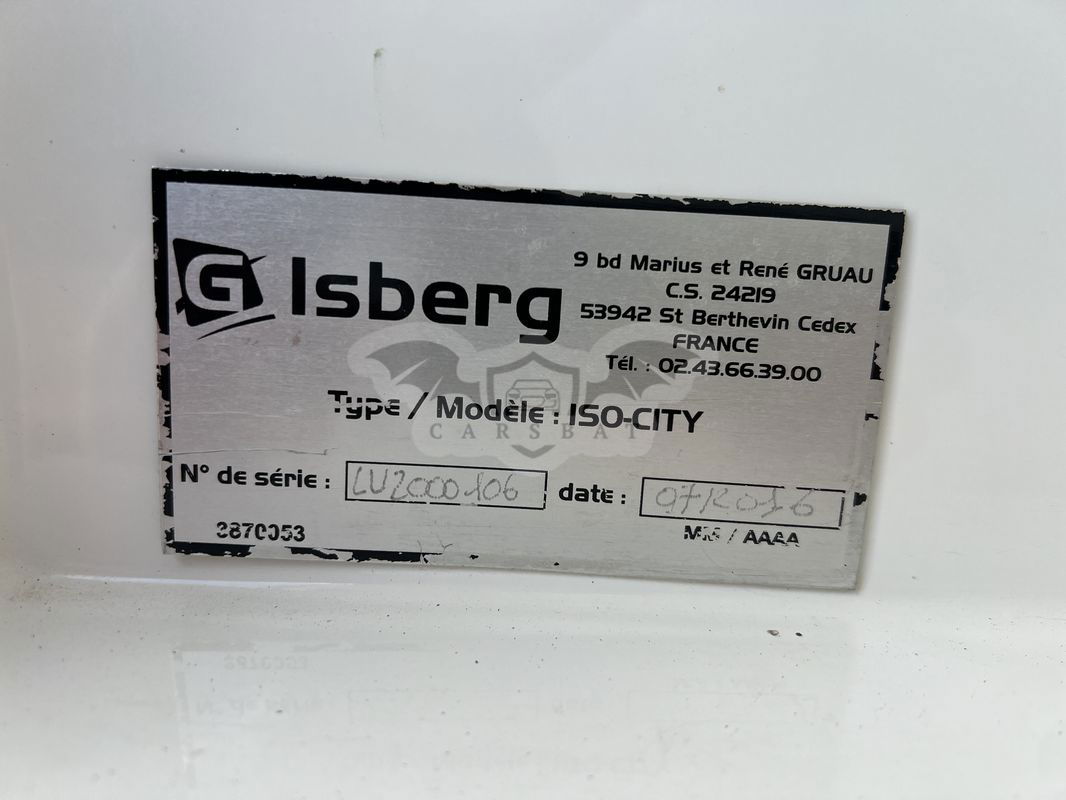 G Isberg
9 bd Marius et René GRUAU
C.S. 24219
53942 St Berthevin Cedex
FRANCE
Tél. : 02.43.66.39.00
Type / Modèle : ISO-CITY
CARSBAT
N° de série : LU2000106 date : 07/2016
3870053 MM / AAAA